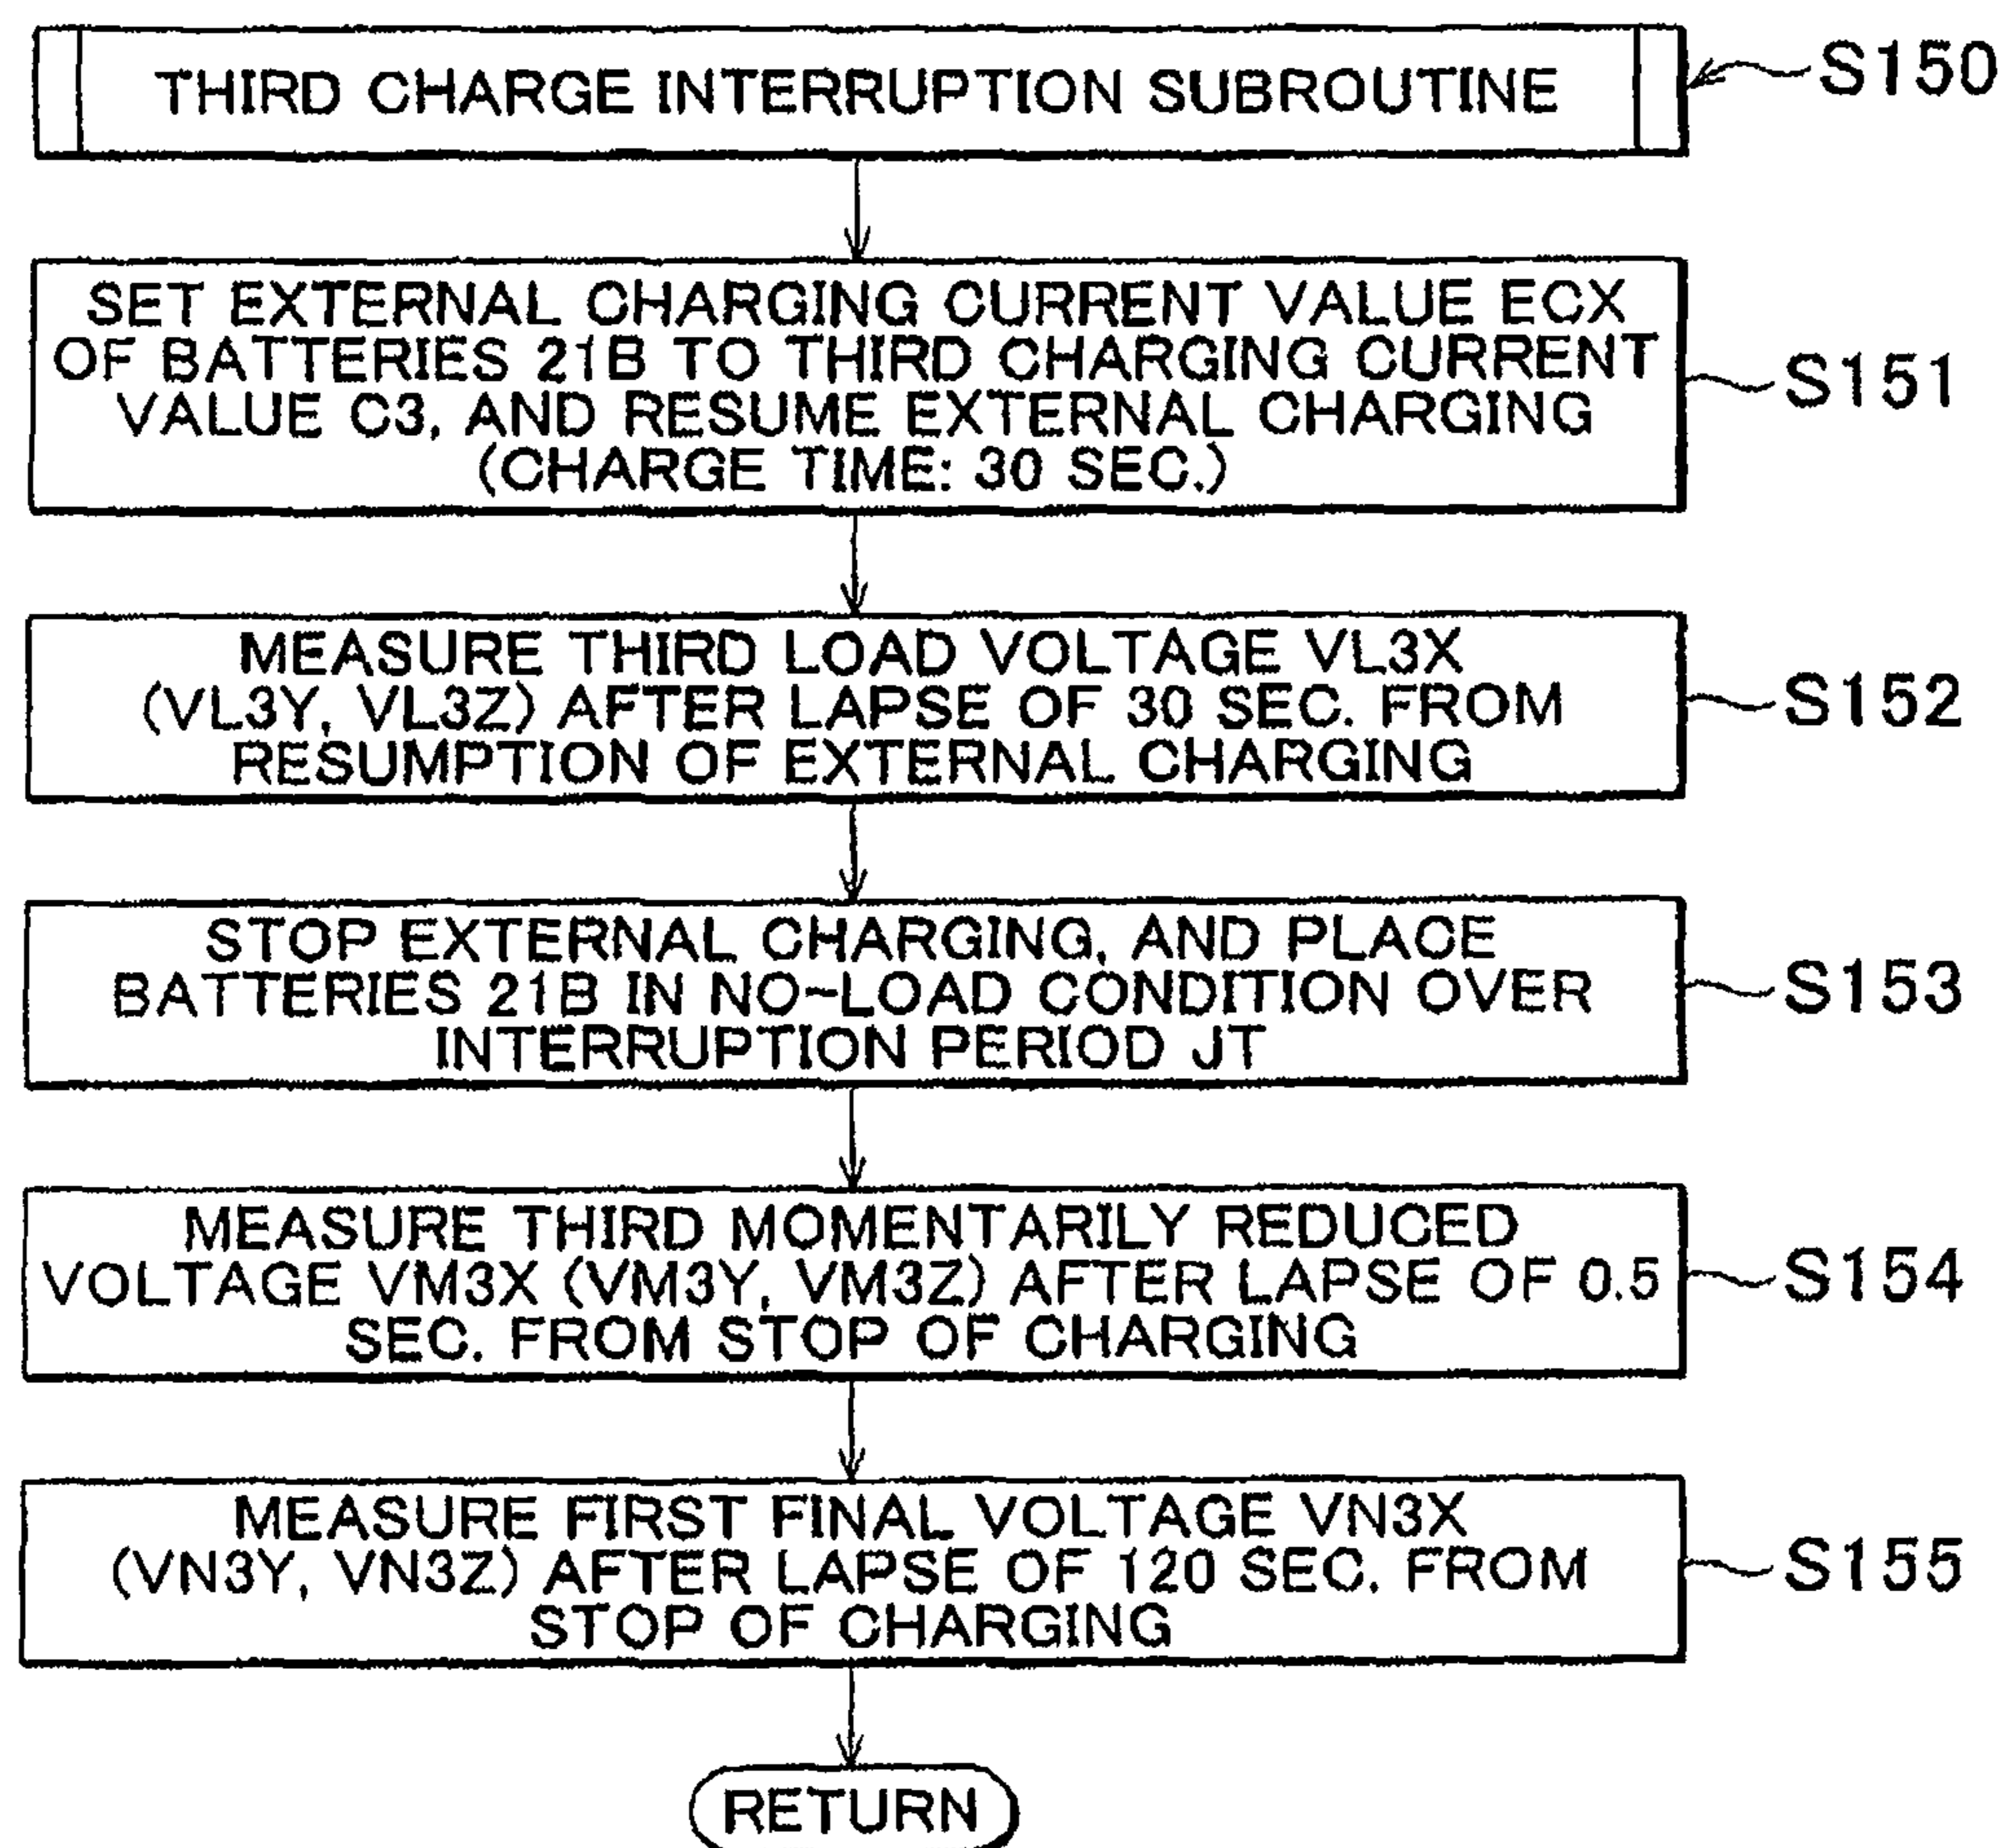 THIRD CHARGE INTERRUPTION SUBROUTINE
S150
SET EXTERNAL CHARGING CURRENT VALUE ECX
OF BATTERIES 21B TO THIRD CHARGING CURRENT
VALUE C3, AND RESUME EXTERNAL CHARGING
(CHARGE TIME: 30 SEC.)
S151
MEASURE THIRD LOAD VOLTAGE VL3X
(VL3Y, VL3Z) AFTER LAPSE OF 30 SEC. FROM
RESUMPTION OF EXTERNAL CHARGING
S152
STOP EXTERNAL CHARGING, AND PLACE
BATTERIES 21B IN NO-LOAD CONDITION OVER
INTERRUPTION PERIOD JT
S153
MEASURE THIRD MOMENTARILY REDUCED
VOLTAGE VM3X (VM3Y, VM3Z) AFTER LAPSE OF 0.5
SEC. FROM STOP OF CHARGING
S154
MEASURE FIRST FINAL VOLTAGE VN3X
(VN3Y, VN3Z) AFTER LAPSE OF 120 SEC. FROM
STOP OF CHARGING
S155
RETURN